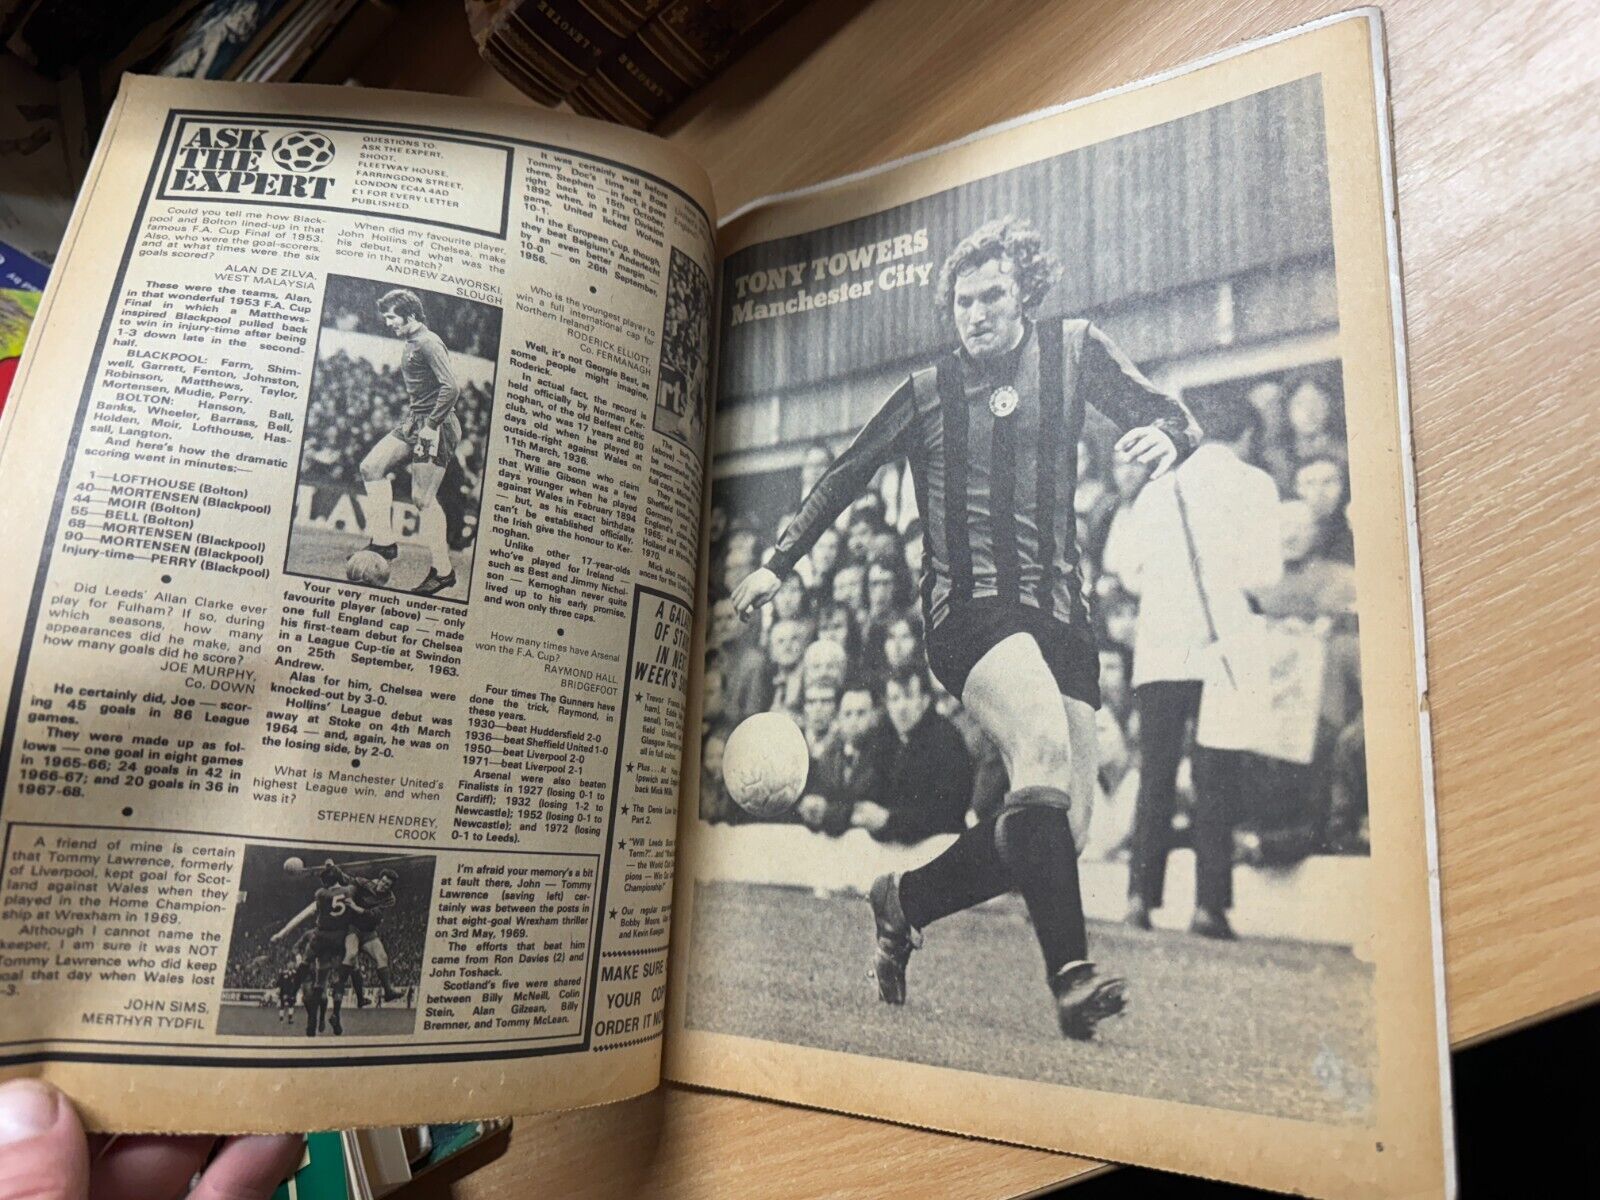 ASK
THE
EXPERT
QUESTIONS TO:
ASK THE EXPERT,
SHOOT,
FLEETWAY HOUSE,
FARRINGDON STREET,
LONDON EC4A 4AD
£1 FOR EVERY LETTER
PUBLISHED.
Could you tell me how Black-
pool and Bolton lined-up in that
famous F.A. Cup Final of 1953.
Also, who were the goal-scorers,
and at what times were the six
goals scored?
ALAN DE ZILVA,
WEST MALAYSIA
These were the teams, Alan,
in that wonderful 1953 F.A. Cup
Final in which a Matthews-
inspired Blackpool pulled back
to win in injury-time after being
1-3 down late in the second-
half.
BLACKPOOL: Farm, Shim-
well, Garrett, Fenton, Johnston,
Robinson, Matthews, Taylor,
Mortensen, Mudie, Perry.
BOLTON: Hanson, Ball,
Banks, Wheeler, Barrass, Bell,
Holden, Moir, Lofthouse, Has-
sall, Langton.
And here's how the dramatic
scoring went in minutes:—
1—LOFTHOUSE (Bolton)
40—MORTENSEN (Blackpool)
44—MOIR (Bolton)
55—BELL (Bolton)
68—MORTENSEN (Blackpool)
90—MORTENSEN (Blackpool)
Injury-time—PERRY (Blackpool)
Did Leeds' Allan Clarke ever
play for Fulham? If so, during
which seasons, how many
appearances did he make, and
how many goals did he score?
JOE MURPHY,
Co. DOWN
He certainly did, Joe — scor-
ing 45 goals in 86 League
games.
They were made up as fol-
lows — one goal in eight games
in 1965-66; 24 goals in 42 in
1966-67; and 20 goals in 36 in
1967-68.
When did my favourite player,
John Hollins of Chelsea, make
his debut, and what was the
score in that match?
ANDREW ZAWORSKI,
SLOUGH
Your very much under-rated
favourite player (above) — only
one full England cap — made
his first-team debut for Chelsea
in a League Cup-tie at Swindon
on 25th September, 1963,
Andrew.
Alas for him, Chelsea were
knocked-out by 3-0.
Hollins' League debut was
away at Stoke on 4th March
1964 — and, again, he was on
the losing side, by 2-0.
What is Manchester United's
highest League win, and when
was it?
STEPHEN HENDREY,
CROOK
It was certainly well before
Tommy Doc's time as Boss
there, Stephen — in fact, it goes
right back to 15th October,
1892 when, in a First Division
game, United licked Wolves
10-1.
In the European Cup, though,
they beat Belgium's Anderlecht
by an even better margin —
10-0 — on 26th September,
1956.
Who is the youngest player to
win a full international cap for
Northern Ireland?
RODERICK ELLIOTT,
Co. FERMANAGH
Well, it's not Georgie Best, as
some people might imagine,
Roderick.
In actual fact, the record is
held officially by Norman Ker-
noghan, of the old Belfast Celtic
club, who was 17 years and 80
days old when he played at
outside-right against Wales on
11th March, 1936.
There are some who claim
that Willie Gibson was a few
days younger when he played
against Wales in February 1894
— but, as his exact birthdate
can't be established officially,
the Irish give the honour to Ker-
noghan.
Unlike other 17-year-olds
who've played for Ireland —
such as Best and Jimmy Nichol-
son — Kernoghan never quite
lived up to his early promise,
and won only three caps.
How many times have Arsenal
won the F.A. Cup?
RAYMOND HALL,
BRIDGEFOOT
Four times The Gunners have
done the trick, Raymond, in
these years.
1930—beat Huddersfield 2-0
1936—beat Sheffield United 1-0
1950—beat Liverpool 2-0
1971—beat Liverpool 2-1
Arsenal were also beaten
Finalists in 1927 (losing 0-1 to
Cardiff); 1932 (losing 1-2 to
Newcastle); 1952 (losing 0-1 to
Newcastle); and 1972 (losing
0-1 to Leeds).
A friend of mine is certain
that Tommy Lawrence, formerly
of Liverpool, kept goal for Scot-
land against Wales when they
played in the Home Champion-
ship at Wrexham in 1969.
Although I cannot name the
keeper, I am sure it was NOT
Tommy Lawrence who did keep
goal that day when Wales lost
-3.
JOHN SIMS,
MERTHYR TYDFIL
5
I'm afraid your memory's a bit
at fault there, John — Tommy
Lawrence (saving left) cer-
tainly was between the posts in
that eight-goal Wrexham thriller
on 3rd May, 1969.
The efforts that beat him
came from Ron Davies (2) and
John Toshack.
Scotland's five were shared
between Billy McNeill, Colin
Stein, Alan Gilzean, Billy
Bremner, and Tommy McLean.
MAKE SURE
YOUR COP
ORDER IT NO
TONY TOWERS
Manchester City
5
G. LENOTRE
G. LENOTRE